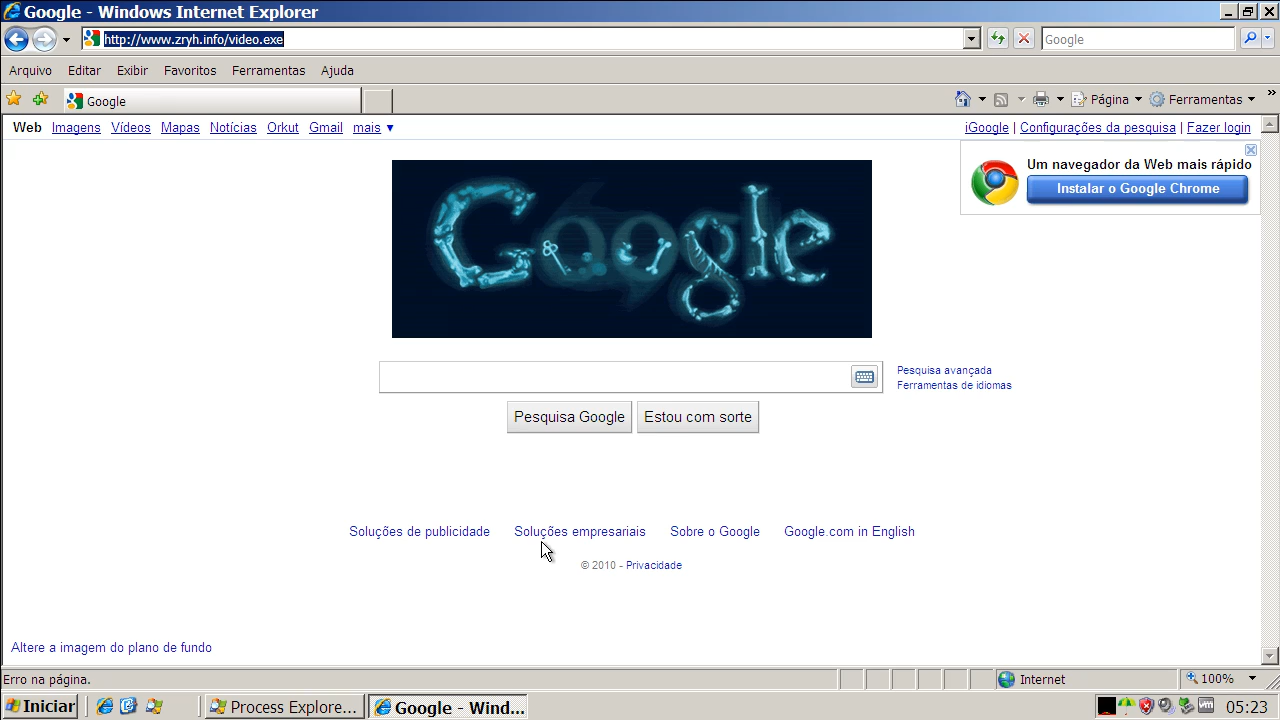 Google - Windows Internet Explorer
http://www.zryh.info/video.exe
Google
Arquivo Editar Exibir Favoritos Ferramentas Ajuda
Google
Página Ferramentas »
Web Imagens Vídeos Mapas Notícias Orkut Gmail mais ▼
iGoogle | Configurações da pesquisa | Fazer login
Um navegador da Web mais rápido
Instalar o Google Chrome
Google
Pesquisa avançada
Ferramentas de idiomas
Pesquisa Google Estou com sorte
Soluções de publicidade Soluções empresariais Sobre o Google Google.com in English
© 2010 - Privacidade
Altere a imagem do plano de fundo
Erro na página.
Internet
100%
Iniciar
Process Explore...
Google - Wind...
05:23